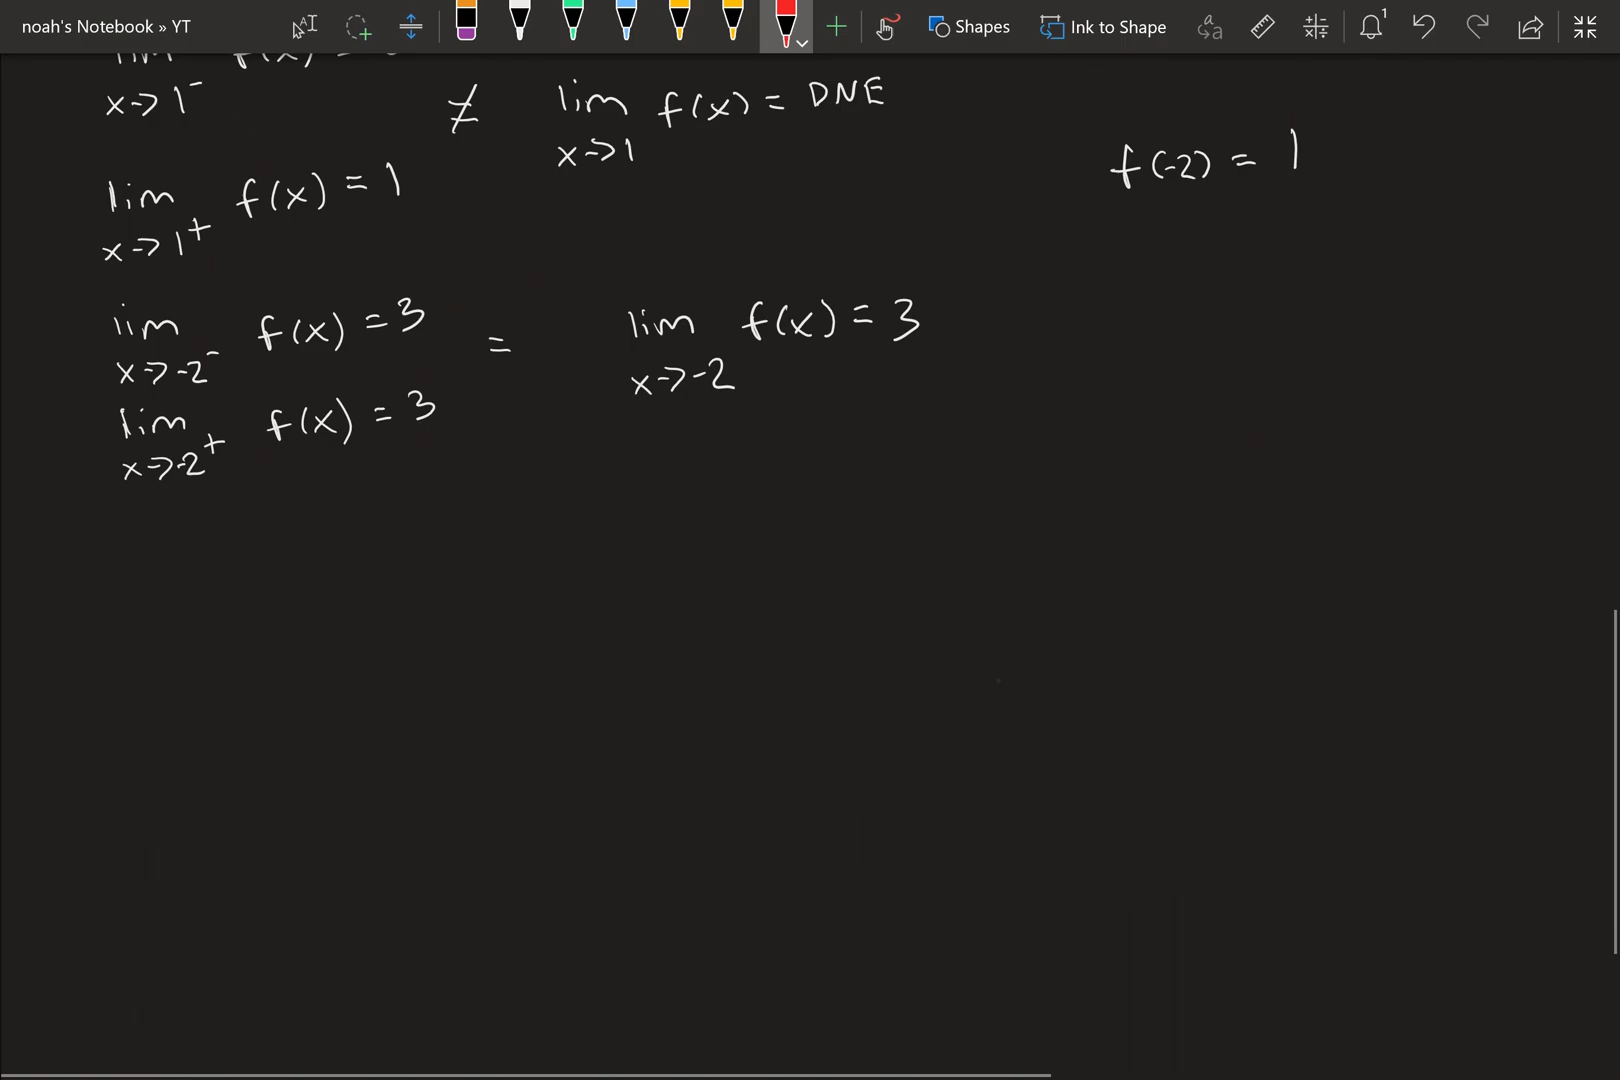 noah's Notebook » YT
Shapes
Ink to Shape
1
x→1⁻
≠
lim f(x) = DNE
x→1
f(-2) = 1
lim f(x) = 1
x→1⁺
lim f(x) = 3
x→-2⁻
=
lim f(x) = 3
x→-2
lim f(x) = 3
x→-2⁺